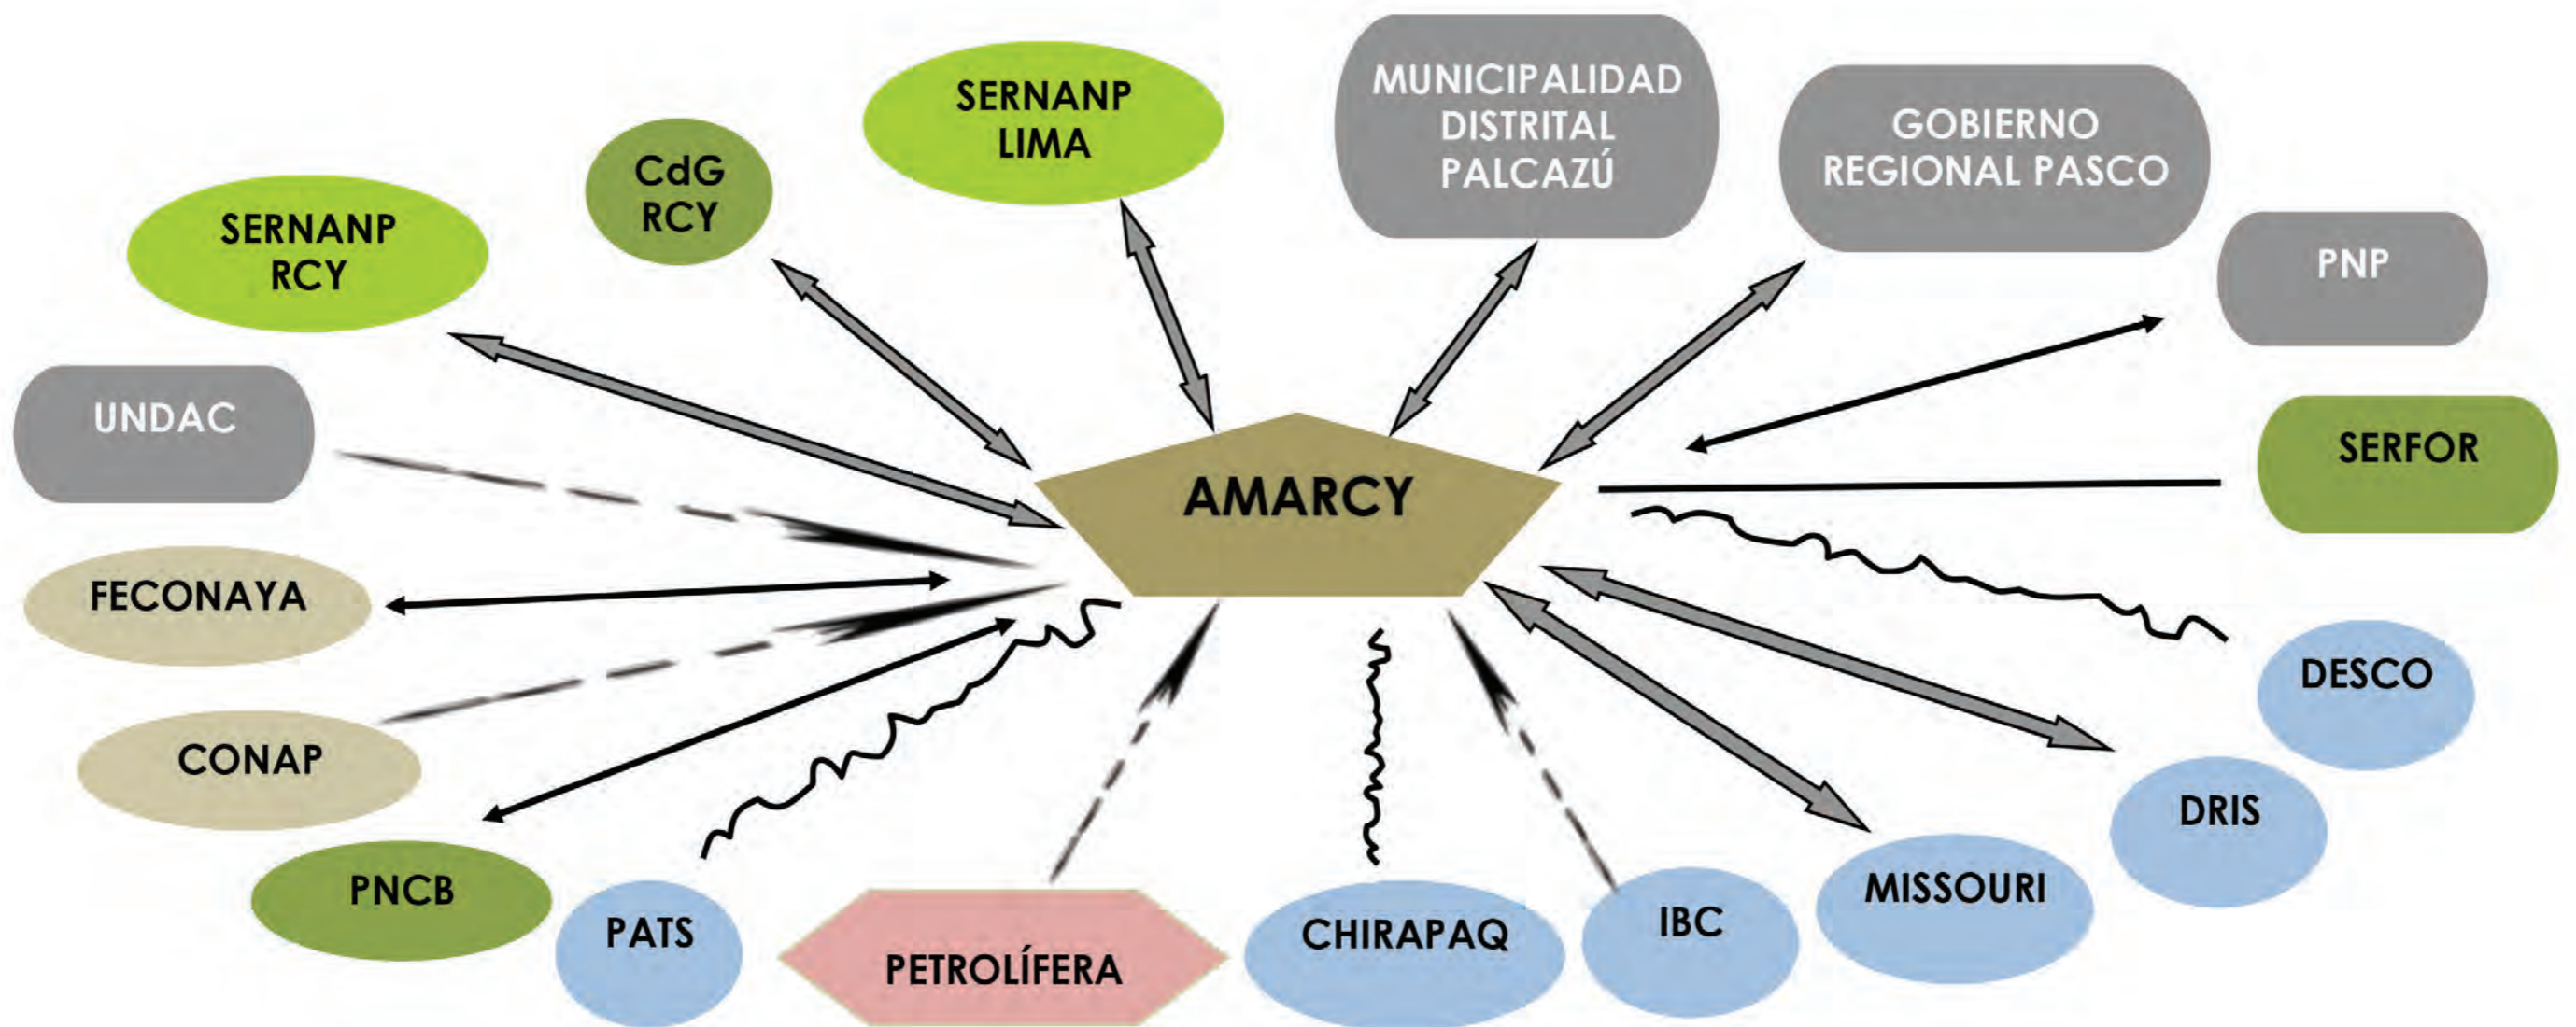 SERNANP
LIMA
MUNICIPALIDAD
DISTRITAL
PALCAZÚ
GOBIERNO
REGIONAL PASCO
CdG
RCY
SERNANP
RCY
PNP
UNDAC
SERFOR
AMARCY
FECONAYA
DESCO
CONAP
DRIS
PNCB
MISSOURI
PATS
IBC
CHIRAPAQ
PETROLÍFERA